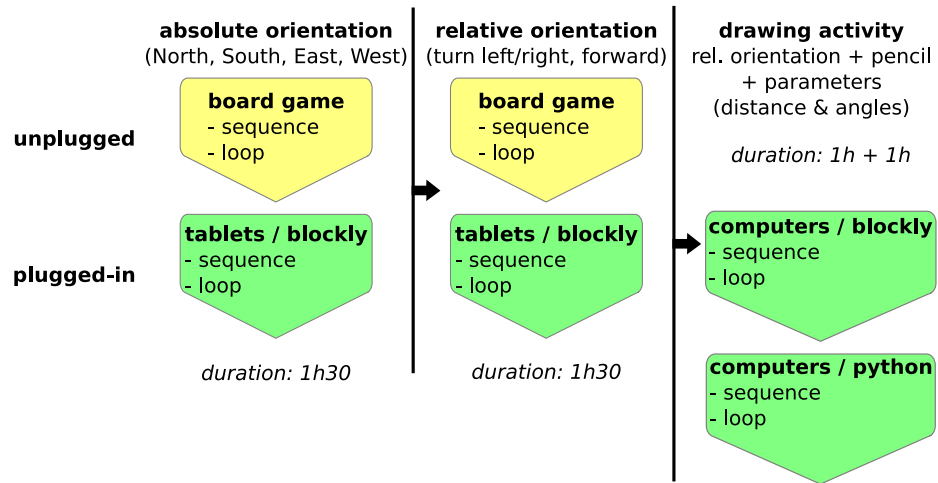 absolute orientation
(North, South, East, West)
relative orientation
(turn left/right, forward)
drawing activity
rel. orientation + pencil
+ parameters
(distance & angles)
duration: 1h + 1h
unplugged
board game
- sequence
- loop
board game
- sequence
- loop
plugged-in
tablets / blockly
- sequence
- loop
tablets / blockly
- sequence
- loop
computers / blockly
- sequence
- loop
duration: 1h30
duration: 1h30
computers / python
- sequence
- loop